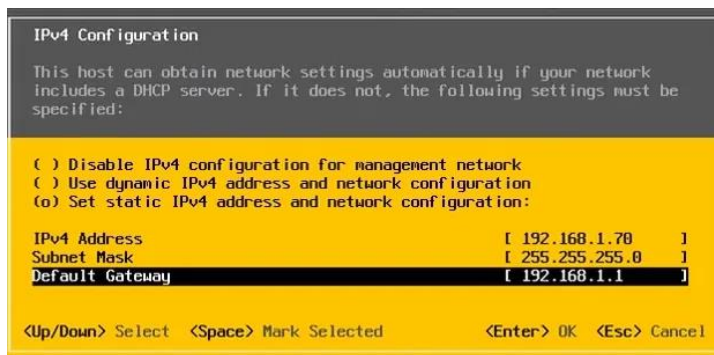 IPv4 Configuration
This host can obtain network settings automatically if your network
includes a DHCP server. If it does not, the following settings must be
specified:
( ) Disable IPv4 configuration for management network
( ) Use dynamic IPv4 address and network configuration
(o) Set static IPv4 address and network configuration:
IPv4 Address [ 192.168.1.70 ]
Subnet Mask [ 255.255.255.0 ]
Default Gateway [ 192.168.1.1 ]
<Up/Down> Select <Space> Mark Selected <Enter> OK <Esc> Cancel